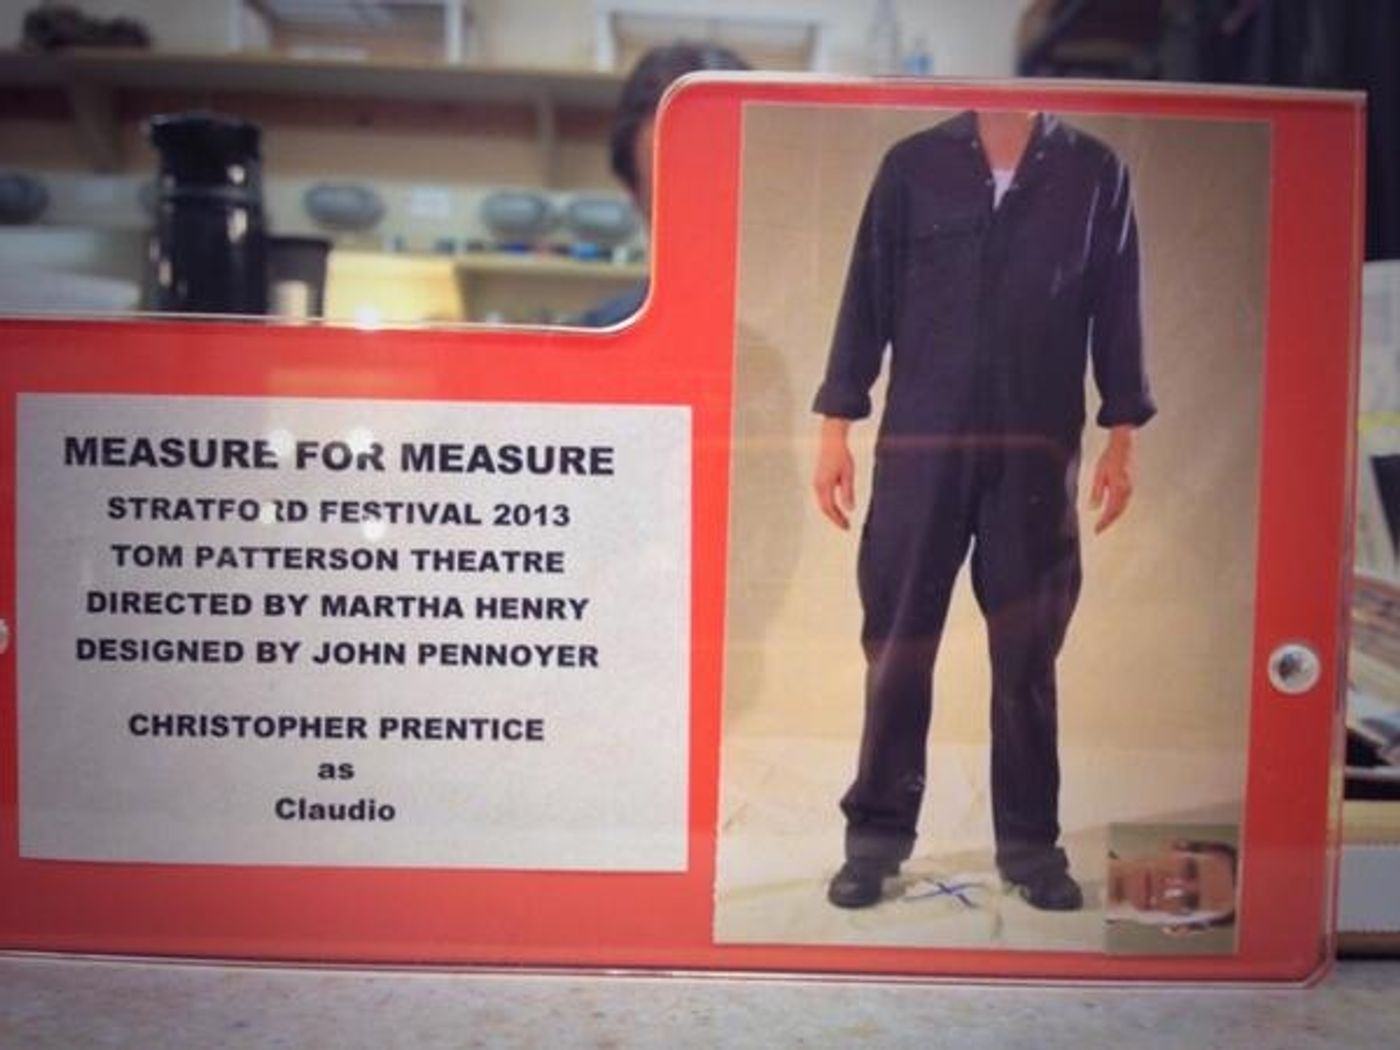 MEASURE FOR MEASURE
STRATFORD FESTIVAL 2013
TOM PATTERSON THEATRE
DIRECTED BY MARTHA HENRY
DESIGNED BY JOHN PENNOYER
CHRISTOPHER PRENTICE
as
Claudio